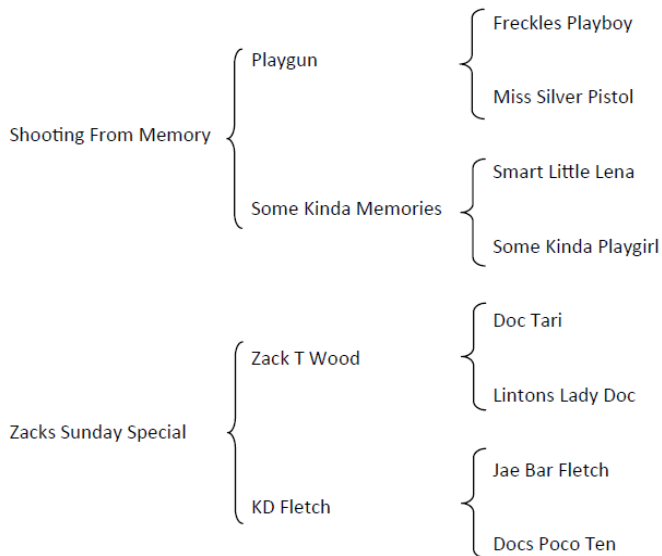 Freckles Playboy
Playgun
Miss Silver Pistol
Shooting From Memory
Smart Little Lena
Some Kinda Memories
Some Kinda Playgirl
Doc Tari
Zack T Wood
Lintons Lady Doc
Zacks Sunday Special
Jae Bar Fletch
KD Fletch
Docs Poco Ten